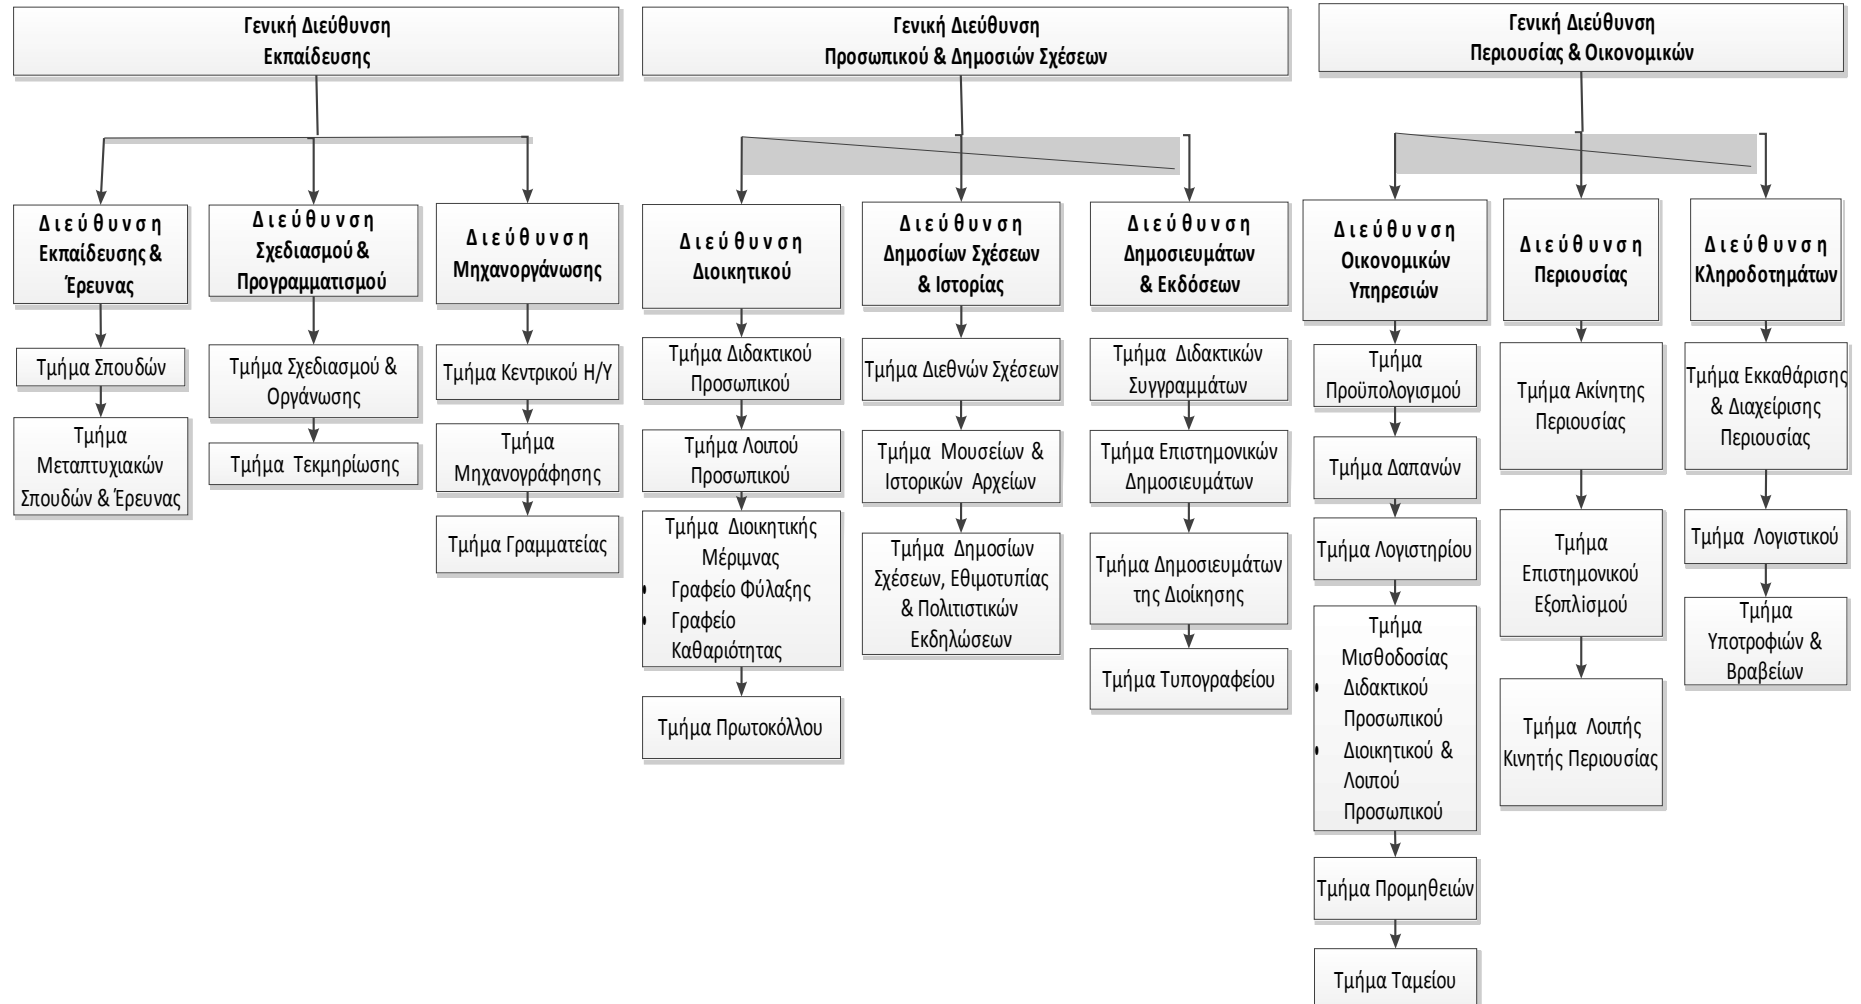 Γενική Διεύθυνση
Εκπαίδευσης
Διεύθυνση
Εκπαίδευσης &
Έρευνας
Τμήμα Σπουδών
Τμήμα
Μεταπτυχιακών
Σπουδών & Έρευνας
Διεύθυνση
Σχεδιασμού &
Προγραμματισμού
Τμήμα Σχεδιασμού &
Οργάνωσης
Τμήμα Τεκμηρίωσης
Διεύθυνση
Μηχανοργάνωσης
Τμήμα Κεντρικού Η/Υ
Τμήμα
Μηχανογράφησης
Τμήμα Γραμματείας
Γενική Διεύθυνση
Προσωπικού & Δημοσιών Σχέσεων
Διεύθυνση
Διοικητικού
Τμήμα Διδακτικού
Προσωπικού
Τμήμα Λοιπού
Προσωπικού
Τμήμα Διοικητικής
Μέριμνας
• Γραφείο Φύλαξης
• Γραφείο
Καθαριότητας
Τμήμα Πρωτοκόλλου
Διεύθυνση
Δημοσίων Σχέσεων
& Ιστορίας
Τμήμα Διεθνών Σχέσεων
Τμήμα Μουσείων &
Ιστορικών Αρχείων
Τμήμα Δημοσίων
Σχέσεων, Εθιμοτυπίας
& Πολιτιστικών
Εκδηλώσεων
Διεύθυνση
Δημοσιευμάτων
& Εκδόσεων
Τμήμα Διδακτικών
Συγγραμμάτων
Τμήμα Επιστημονικών
Δημοσιευμάτων
Τμήμα Δημοσιευμάτων
της Διοίκησης
Τμήμα Τυπογραφείου
Γενική Διεύθυνση
Περιουσίας & Οικονομικών
Διεύθυνση
Οικονομικών
Υπηρεσιών
Τμήμα
Προϋπολογισμού
Τμήμα Δαπανών
Τμήμα Λογιστηρίου
Τμήμα
Μισθοδοσίας
• Διδακτικού
Προσωπικού
• Διοικητικού &
Λοιπού
Προσωπικού
Τμήμα Προμηθειών
Τμήμα Ταμείου
Διεύθυνση
Περιουσίας
Τμήμα Ακίνητης
Περιουσίας
Τμήμα
Επιστημονικού
Εξοπλiσμού
Τμήμα Λοιπής
Κινητής Περιουσίας
Διεύθυνση
Κληροδοτημάτων
Τμήμα Εκκαθάρισης
& Διαχείρισης
Περιουσίας
Τμήμα Λογιστικού
Τμήμα
Υποτροφιών &
Βραβείων